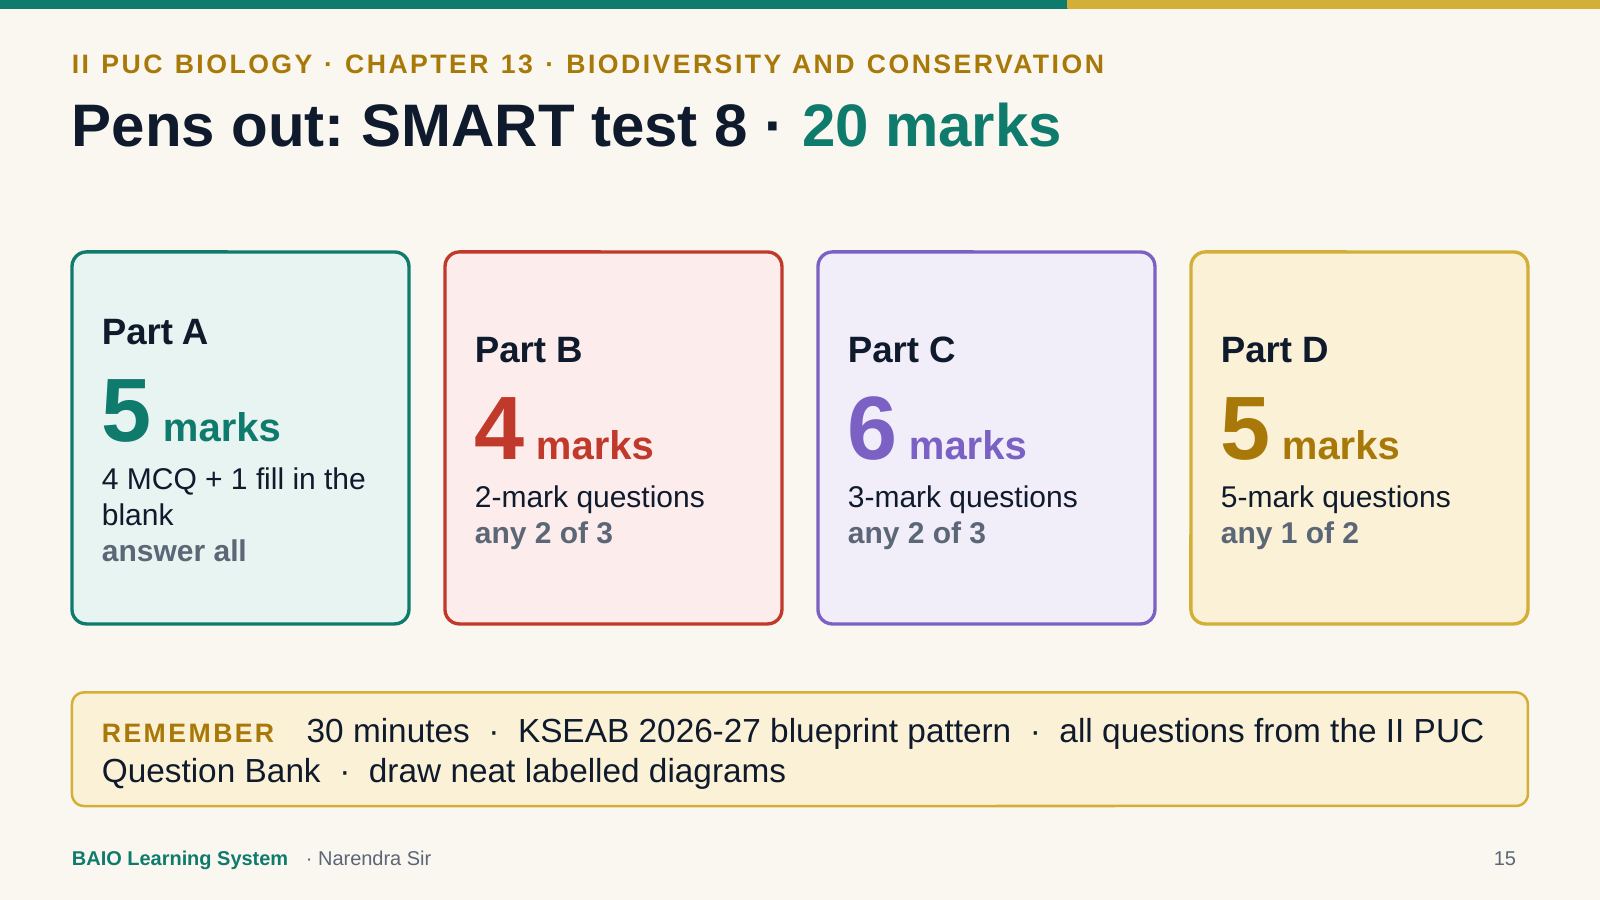 II PUC BIOLOGY · CHAPTER 13 · BIODIVERSITY AND CONSERVATION
Pens out: SMART test 8 · 20 marks
Part A
5 marks
4 MCQ + 1 fill in the
blank
answer all
Part B
4 marks
2-mark questions
any 2 of 3
Part C
6 marks
3-mark questions
any 2 of 3
Part D
5 marks
5-mark questions
any 1 of 2
REMEMBER 30 minutes · KSEAB 2026-27 blueprint pattern · all questions from the II PUC
Question Bank · draw neat labelled diagrams
BAIO Learning System · Narendra Sir
15